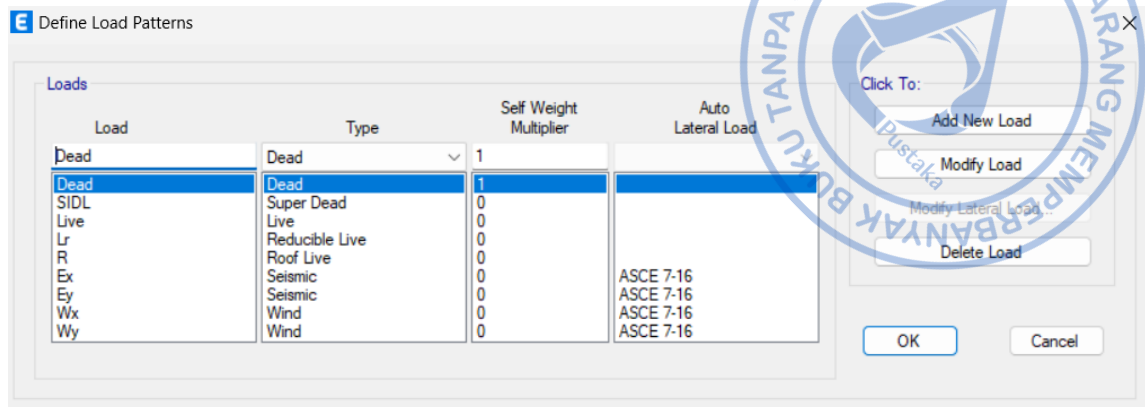 Define Load Patterns
Loads
Click To:
Load Type Self Weight Multiplier Auto Lateral Load
Dead Dead 1
Dead Dead 1
SIDL Super Dead 0
Live Live 0
Lr Reducible Live 0
R Roof Live 0
Ex Seismic 0 ASCE 7-16
Ey Seismic 0 ASCE 7-16
Wx Wind 0 ASCE 7-16
Wy Wind 0 ASCE 7-16
Add New Load
Modify Load
Modify Lateral Load...
Delete Load
OK Cancel
MEMPERBANYAK BUKU TANPA
Pustaka